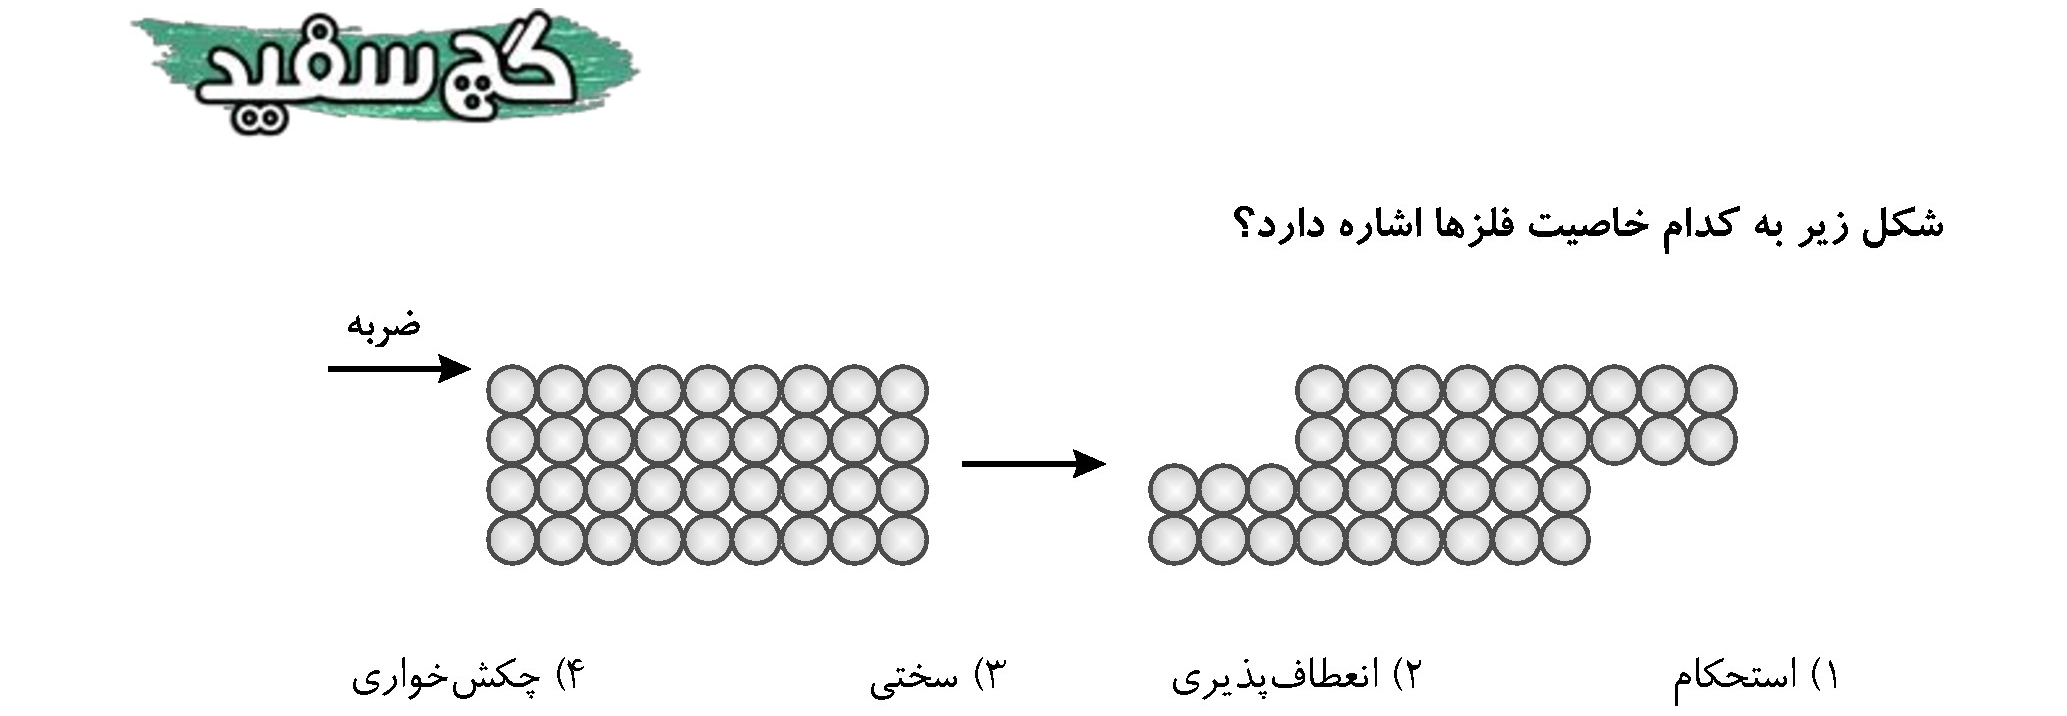 گچ سفید
شکل زیر به کدام خاصیت فلزها اشاره دارد؟
ضربه
۱) استحکام ۲) انعطاف‌پذیری ۳) سختی ۴) چکش‌خواری